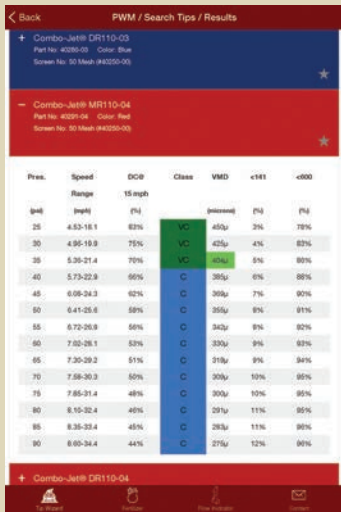 Back PWM / Search Tips / Results
+ Combo-Jet® DR110-03
Part No: 40280-03 Color: Blue
Screen No: 50 Mesh (#40250-00)
− Combo-Jet® MR110-04
Part No: 40291-04 Color: Red
Screen No: 50 Mesh (#40250-00)
Pres. Speed DC@ Class VMD <141 <600
Range 15 mph
(psi) (mph) (%) (microns) (%) (%)
25 4.53-18.1 83% VC 450μ 3% 78%
30 4.96-19.9 75% VC 425μ 4% 83%
35 5.36-21.4 70% VC 404μ 5% 86%
40 5.73-22.9 66% C 385μ 6% 88%
45 6.08-24.3 62% C 369μ 7% 90%
50 6.41-25.6 59% C 355μ 8% 91%
55 6.72-26.9 56% C 342μ 8% 92%
60 7.02-28.1 53% C 330μ 9% 93%
65 7.30-29.2 51% C 319μ 9% 94%
70 7.58-30.3 50% C 309μ 10% 95%
75 7.85-31.4 48% C 300μ 10% 95%
80 8.10-32.4 46% C 291μ 11% 95%
85 8.35-33.4 45% C 283μ 11% 96%
90 8.60-34.4 44% C 275μ 12% 96%
+ Combo-Jet® DR110-04
Tip Wizard Fertilizer Flow Indicator Contact